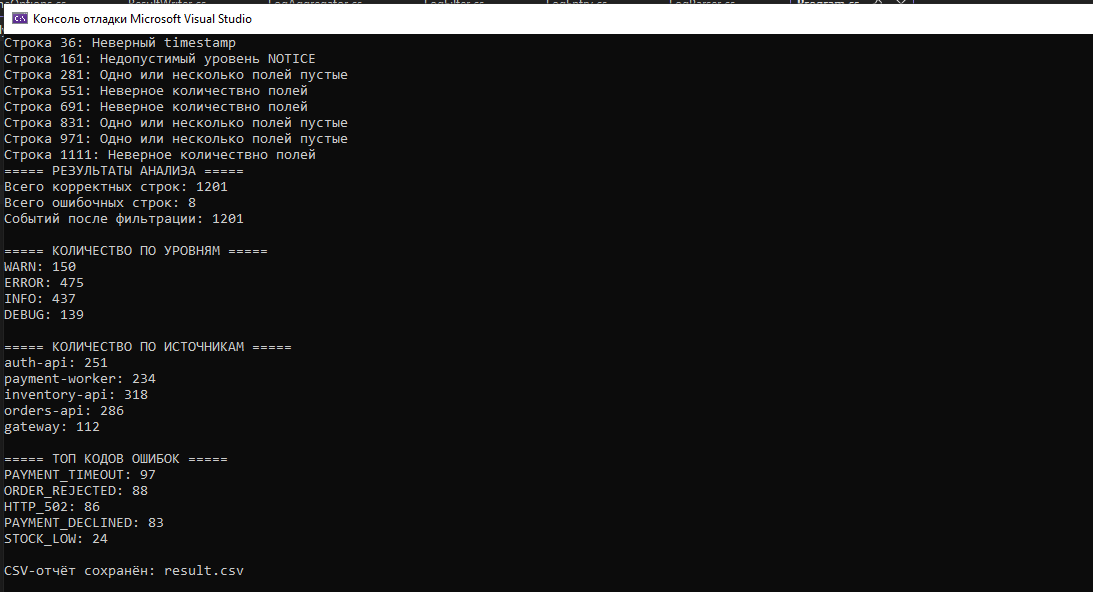 Консоль отладки Microsoft Visual Studio
Строка 36: Неверный timestamp
Строка 161: Недопустимый уровень NOTICE
Строка 281: Одно или несколько полей пустые
Строка 551: Неверное количествно полей
Строка 691: Неверное количествно полей
Строка 831: Одно или несколько полей пустые
Строка 971: Одно или несколько полей пустые
Строка 1111: Неверное количествно полей
===== РЕЗУЛЬТАТЫ АНАЛИЗА =====
Всего корректных строк: 1201
Всего ошибочных строк: 8
Событий после фильтрации: 1201
===== КОЛИЧЕСТВО ПО УРОВНЯМ =====
WARN: 150
ERROR: 475
INFO: 437
DEBUG: 139
===== КОЛИЧЕСТВО ПО ИСТОЧНИКАМ =====
auth-api: 251
payment-worker: 234
inventory-api: 318
orders-api: 286
gateway: 112
===== ТОП КОДОВ ОШИБОК =====
PAYMENT_TIMEOUT: 97
ORDER_REJECTED: 88
HTTP_502: 86
PAYMENT_DECLINED: 83
STOCK_LOW: 24
CSV-отчёт сохранён: result.csv